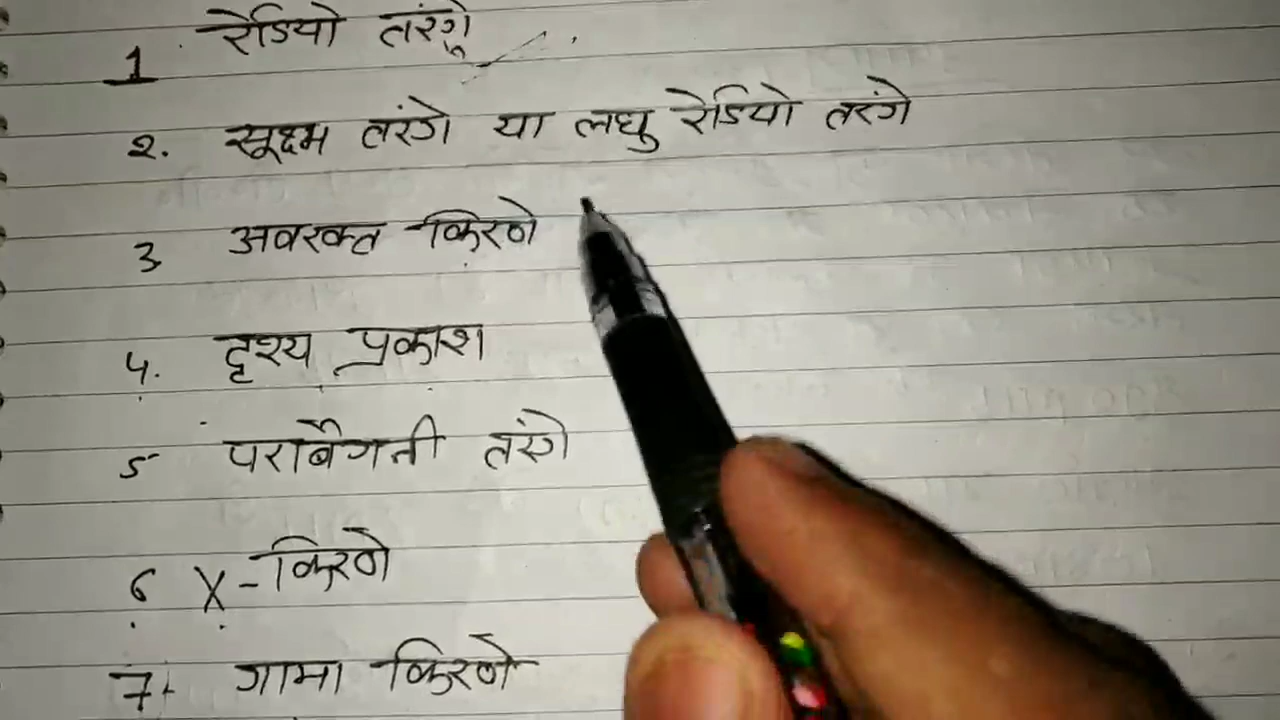 1 रेडियो तरंगे
2. सूक्ष्म तरंगे या लघु रेडियो तरंगे
3 अवरक्त किरणे
4. दृश्य प्रकाश
5 पराबैगनी तरंगे
6 X-किरणे
7 गामा किरणे